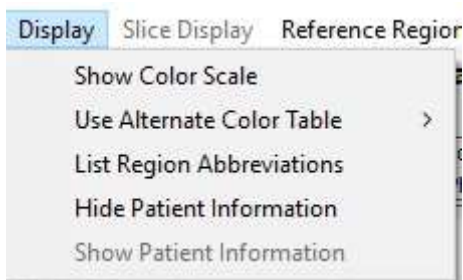 Display Slice Display Reference Region
Show Color Scale
Use Alternate Color Table >
List Region Abbreviations
Hide Patient Information
Show Patient Information